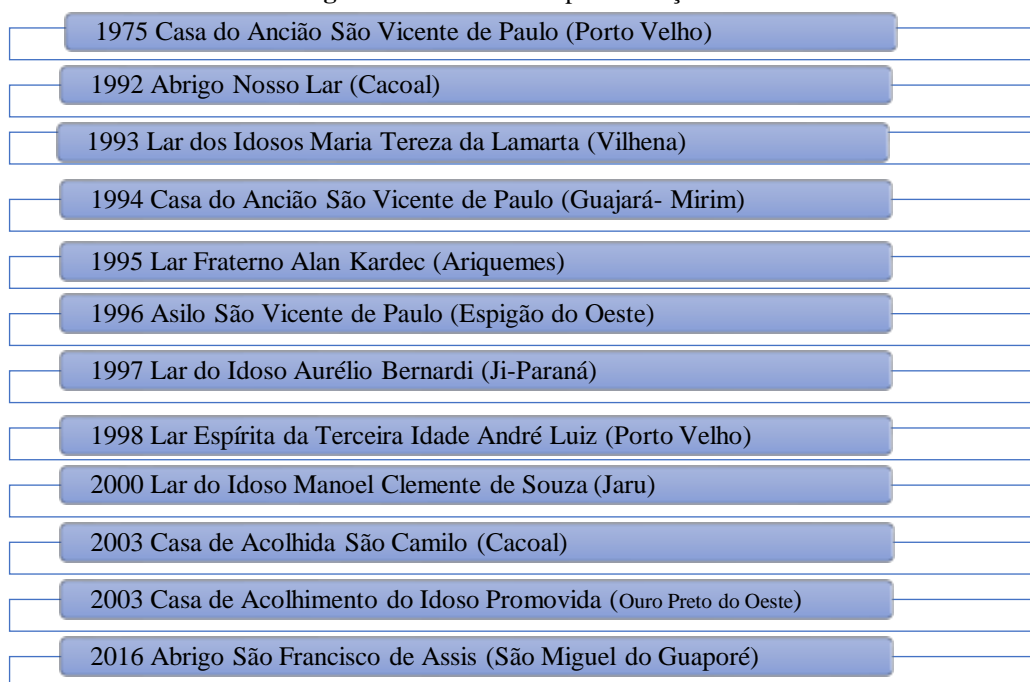 1975 Casa do Ancião São Vicente de Paulo (Porto Velho)
1992 Abrigo Nosso Lar (Cacoal)
1993 Lar dos Idosos Maria Tereza da Lamarta (Vilhena)
1994 Casa do Ancião São Vicente de Paulo (Guajará- Mirim)
1995 Lar Fraterno Alan Kardec (Ariquemes)
1996 Asilo São Vicente de Paulo (Espigão do Oeste)
1997 Lar do Idoso Aurélio Bernardi (Ji-Paraná)
1998 Lar Espírita da Terceira Idade André Luiz (Porto Velho)
2000 Lar do Idoso Manoel Clemente de Souza (Jaru)
2003 Casa de Acolhida São Camilo (Cacoal)
2003 Casa de Acolhimento do Idoso Promovida (Ouro Preto do Oeste)
2016 Abrigo São Francisco de Assis (São Miguel do Guaporé)